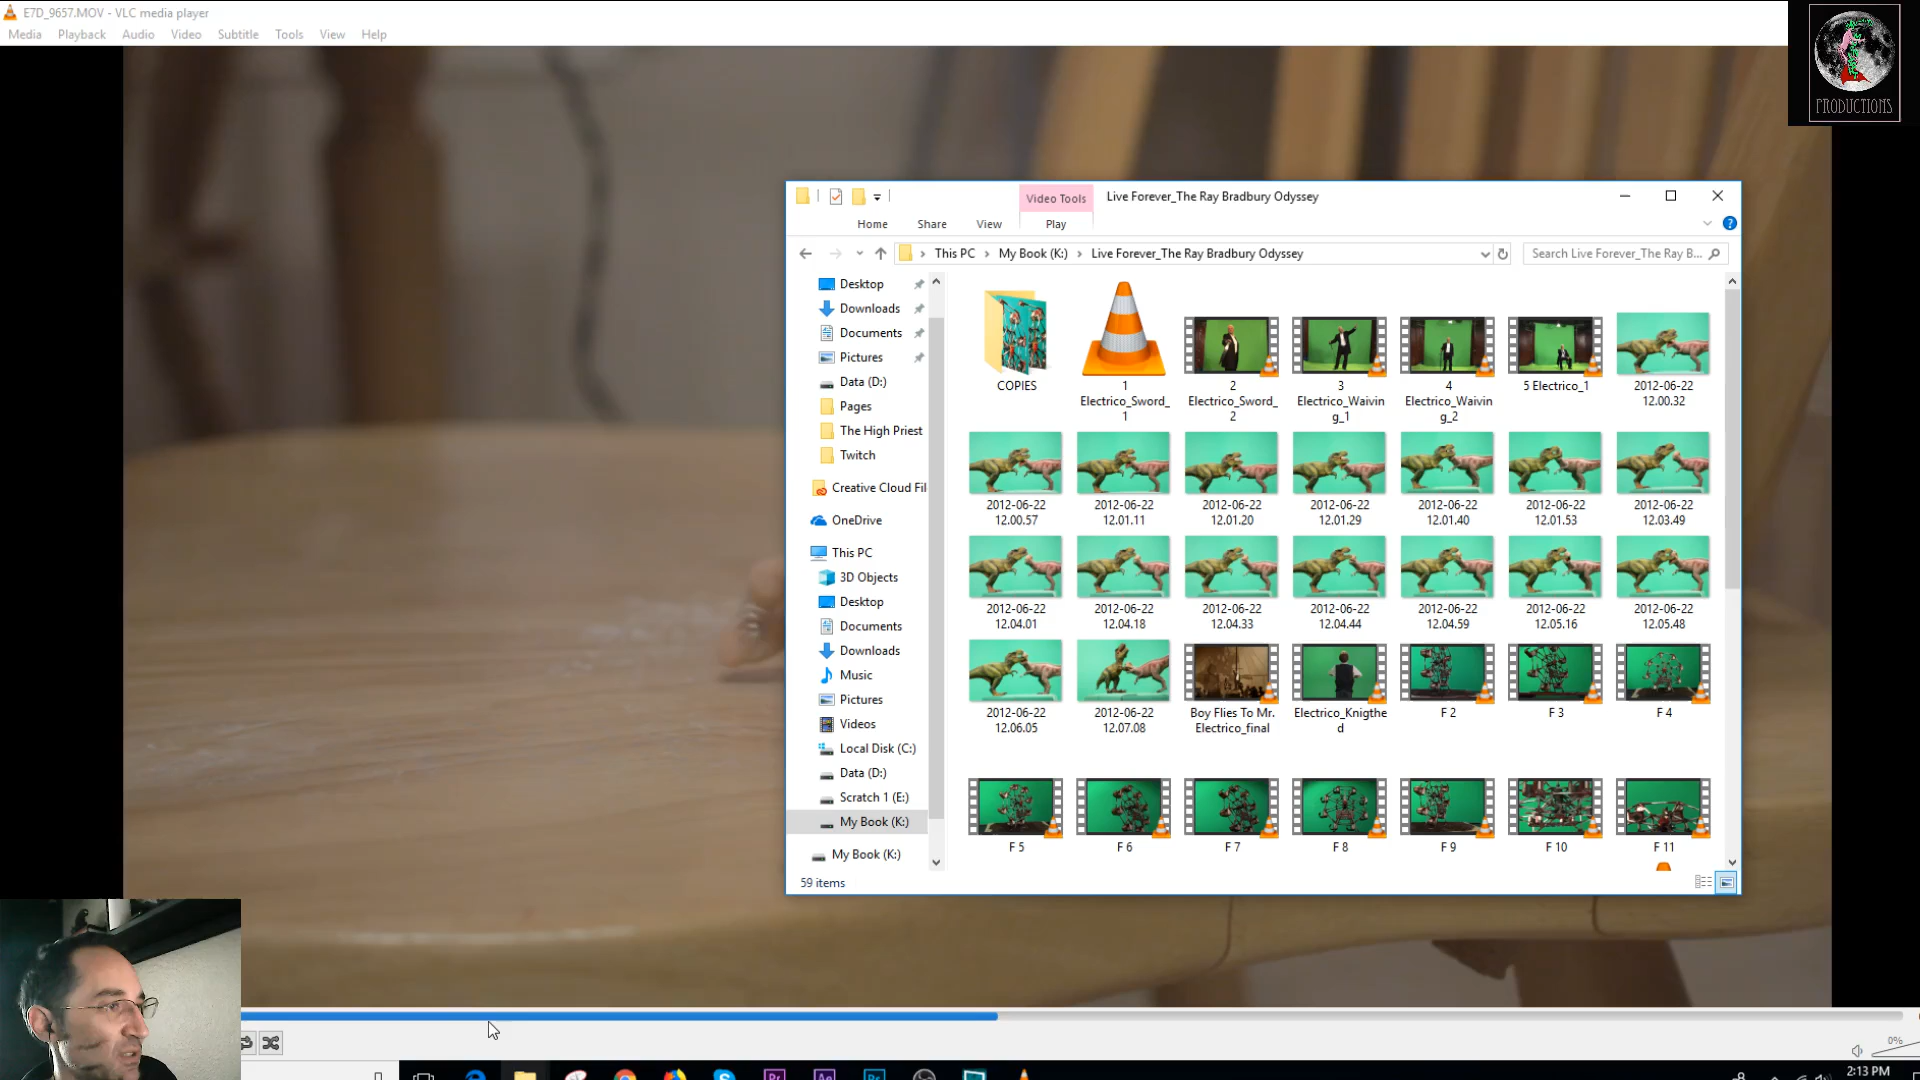 E7D_9657.MOV - VLC media player
Media Playback Audio Video Subtitle Tools View Help
PRODUCTIONS
Video Tools Live Forever_The Ray Bradbury Odyssey
Home Share View Play
This PC My Book (K:) Live Forever_The Ray Bradbury Odyssey Search Live Forever_The Ray B...
Desktop
Downloads
Documents
Pictures
Data (D:)
Pages
The High Priest
Twitch
Creative Cloud Fil
OneDrive
This PC
3D Objects
Desktop
Documents
Downloads
Music
Pictures
Videos
Local Disk (C:)
Data (D:)
Scratch 1 (E:)
My Book (K:)
My Book (K:)
COPIES
1
Electrico_Sword_
1
2
Electrico_Sword_
2
3
Electrico_Waivin
g_1
4
Electrico_Waivin
g_2
5 Electrico_1
2012-06-22
12.00.32
2012-06-22
12.00.57
2012-06-22
12.01.11
2012-06-22
12.01.20
2012-06-22
12.01.29
2012-06-22
12.01.40
2012-06-22
12.01.53
2012-06-22
12.03.49
2012-06-22
12.04.01
2012-06-22
12.04.18
2012-06-22
12.04.33
2012-06-22
12.04.44
2012-06-22
12.04.59
2012-06-22
12.05.16
2012-06-22
12.05.48
2012-06-22
12.06.05
2012-06-22
12.07.08
Boy Flies To Mr.
Electrico_final
Electrico_Knigthe
d
F 2
F 3
F 4
F 5
F 6
F 7
F 8
F 9
F 10
F 11
59 items
0%
Pr Ae Ps
2:13 PM